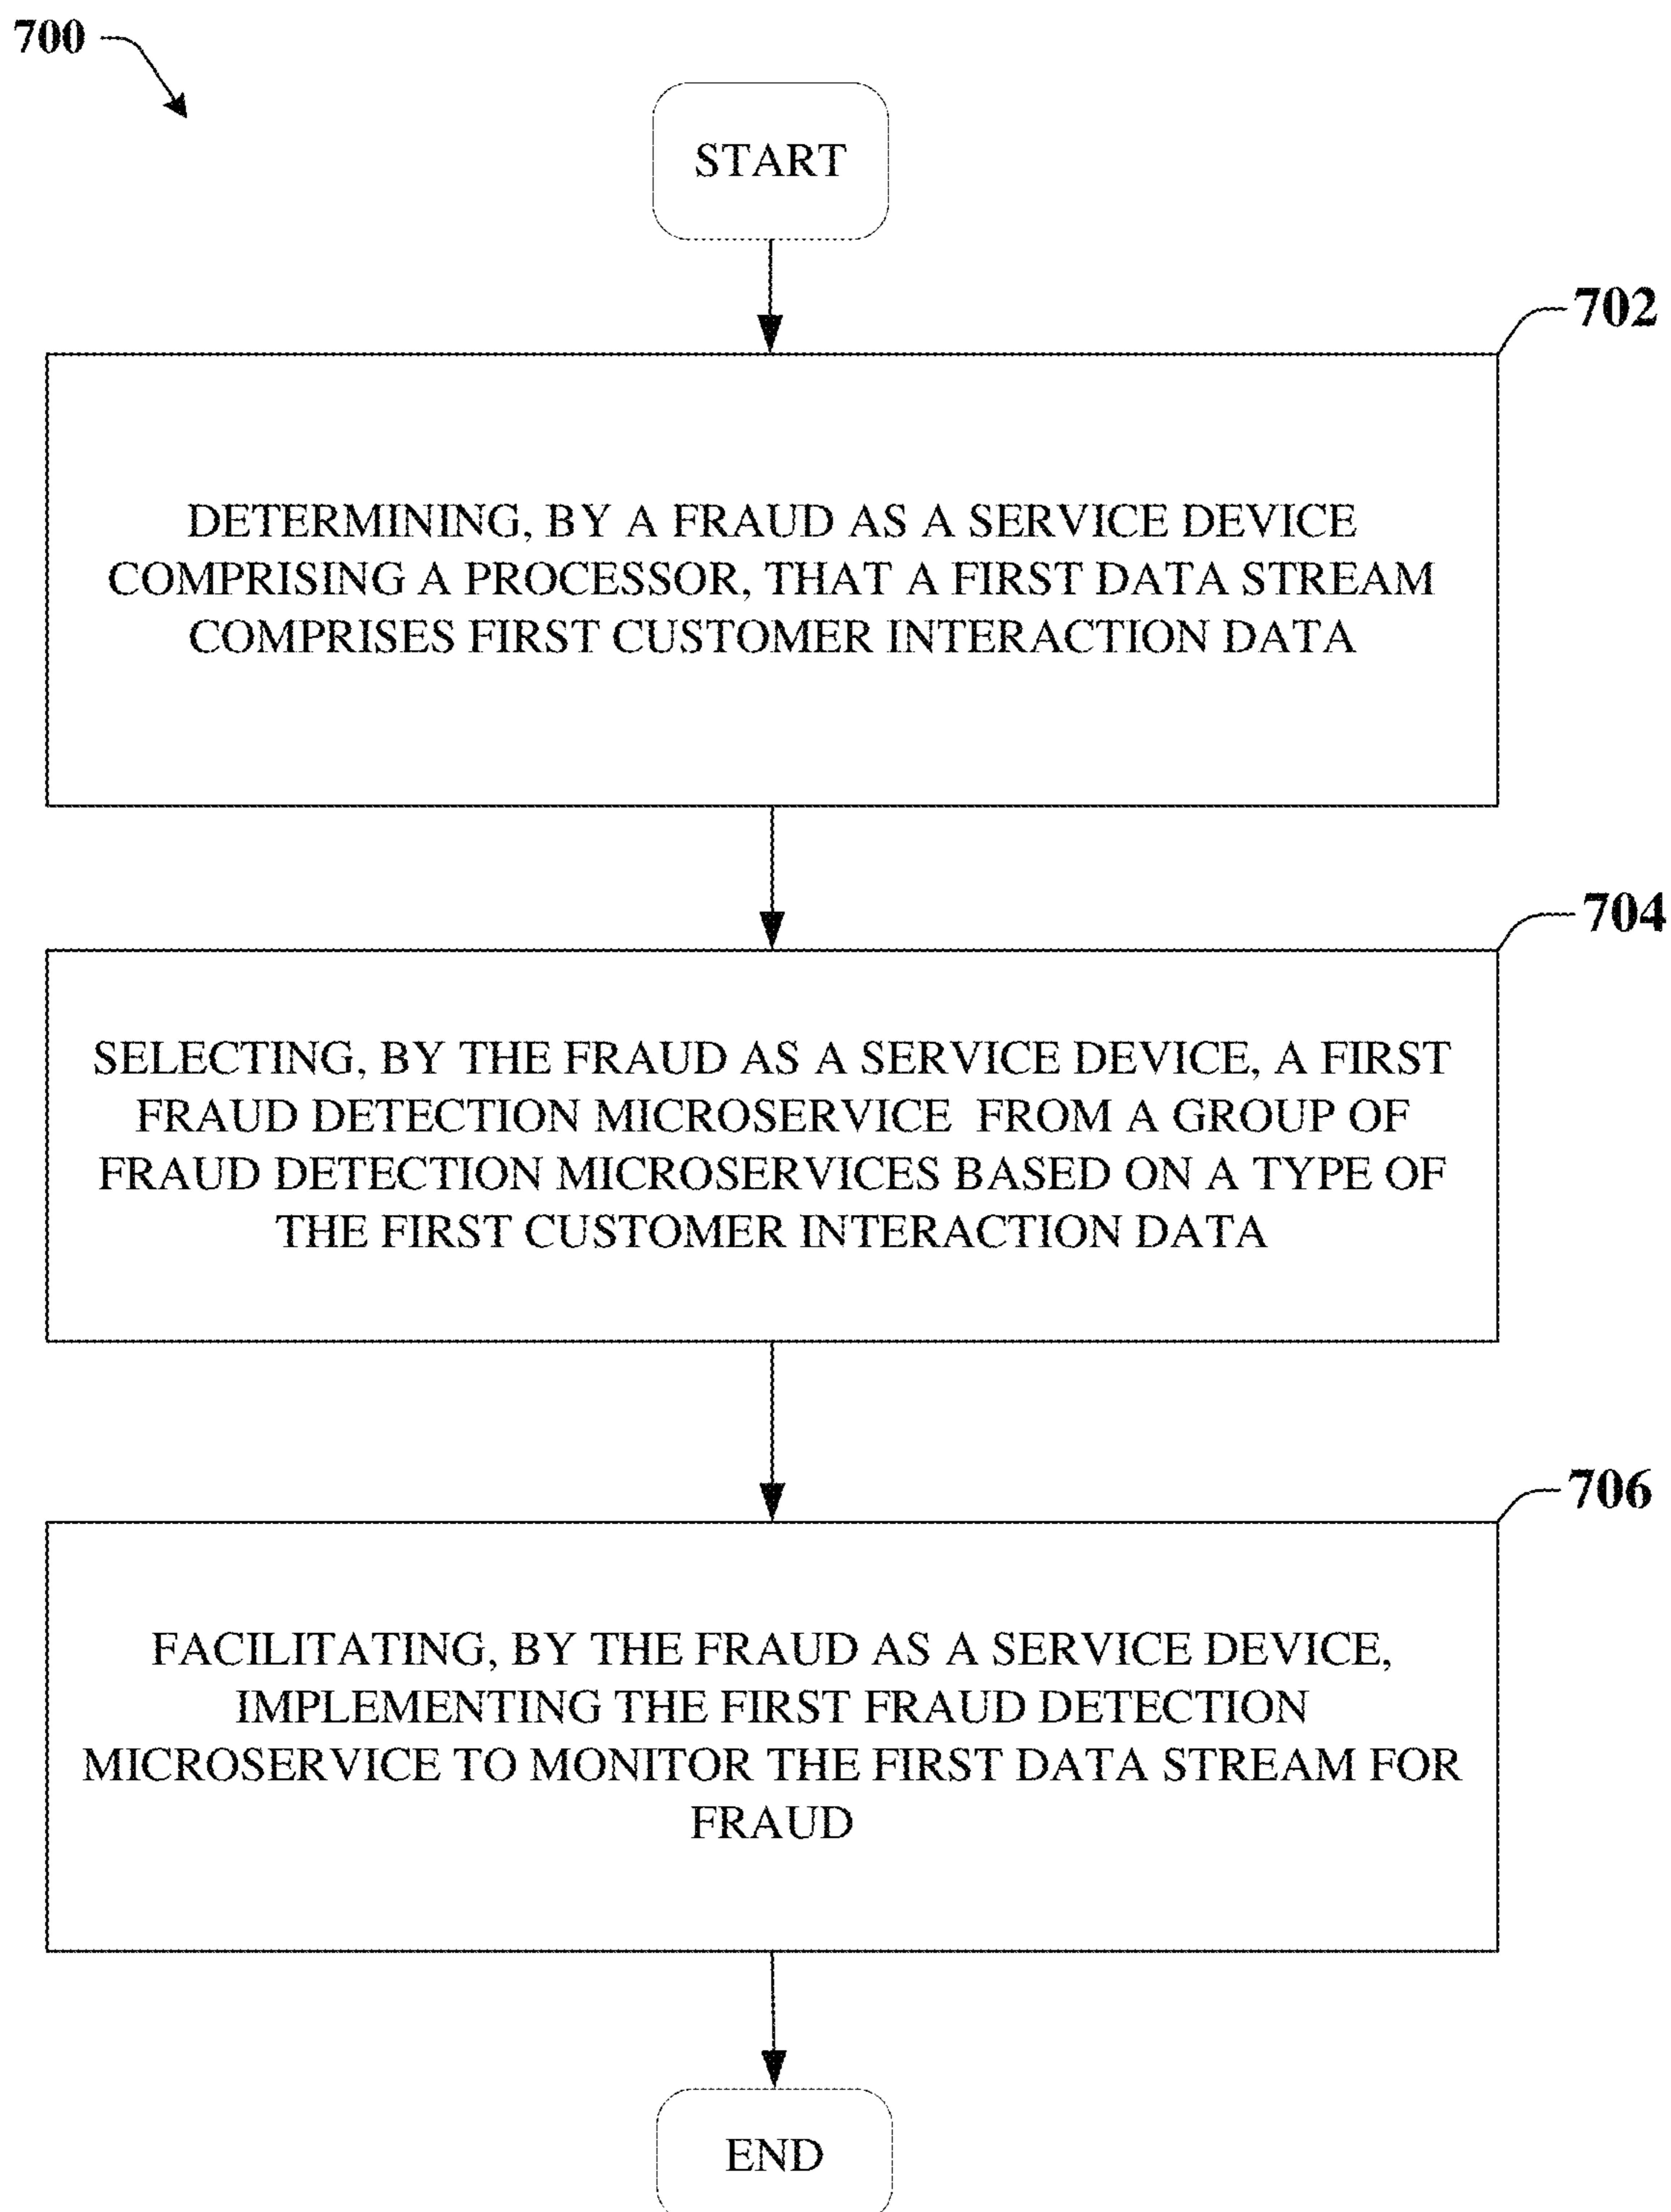 700
START
702
DETERMINING, BY A FRAUD AS A SERVICE DEVICE
COMPRISING A PROCESSOR, THAT A FIRST DATA STREAM
COMPRISES FIRST CUSTOMER INTERACTION DATA
704
SELECTING, BY THE FRAUD AS A SERVICE DEVICE, A FIRST
FRAUD DETECTION MICROSERVICE FROM A GROUP OF
FRAUD DETECTION MICROSERVICES BASED ON A TYPE OF
THE FIRST CUSTOMER INTERACTION DATA
706
FACILITATING, BY THE FRAUD AS A SERVICE DEVICE,
IMPLEMENTING THE FIRST FRAUD DETECTION
MICROSERVICE TO MONITOR THE FIRST DATA STREAM FOR
FRAUD
END